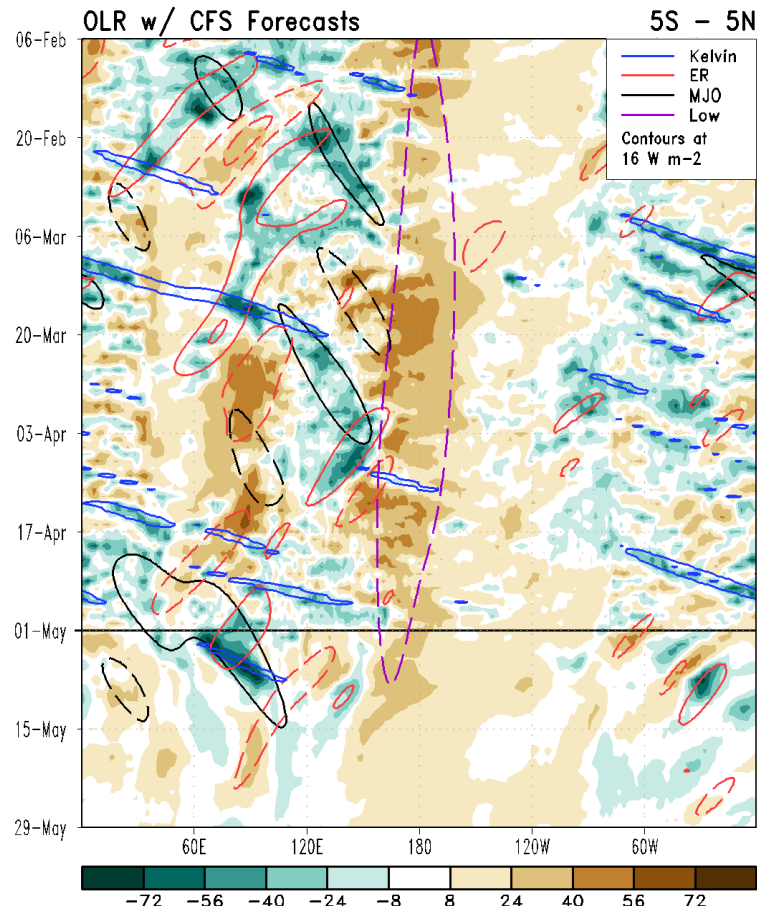 OLR w/ CFS Forecasts 5S - 5N
06-Feb
20-Feb
06-Mar
20-Mar
03-Apr
17-Apr
01-May
15-May
29-May
Kelvin
ER
MJO
Low
Contours at
16 W m-2
60E 120E 180 120W 60W
-72 -56 -40 -24 -8 8 24 40 56 72